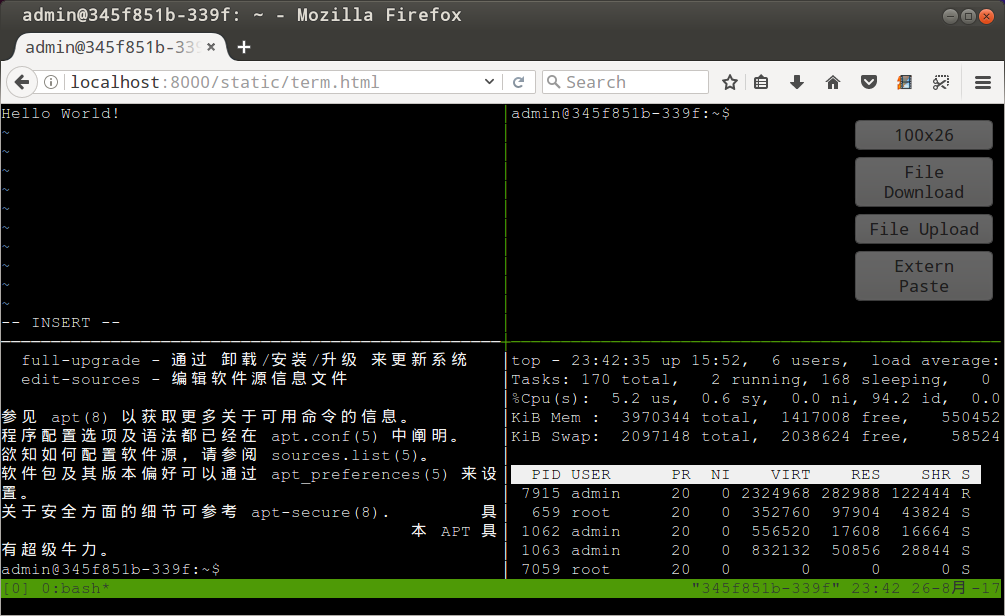 admin@345f851b-339f: ~ - Mozilla Firefox
admin@345f851b-339
localhost:8000/static/term.html
Search
Hello World!
~
~
~
~
~
~
~
~
~
~
-- INSERT --
admin@345f851b-339f:~$
100x26
File
Download
File Upload
Extern
Paste
full-upgrade - 通过 卸载/安装/升级 来更新系统
edit-sources - 编辑软件源信息文件
参见 apt(8) 以获取更多关于可用命令的信息。
程序配置选项及语法都已经在 apt.conf(5) 中阐明。
欲知如何配置软件源,请参阅 sources.list(5)。
软件包及其版本偏好可以通过 apt_preferences(5) 来设
置。
关于安全方面的细节可参考 apt-secure(8). 具
本 APT 具
有超级牛力。
admin@345f851b-339f:~$
top - 23:42:35 up 15:52,  6 users,  load average:
Tasks: 170 total,   2 running, 168 sleeping,   0
%Cpu(s):  5.2 us,  0.6 sy,  0.0 ni, 94.2 id,  0.0
KiB Mem :  3970344 total,  1417008 free,   550452
KiB Swap:  2097148 total,  2038624 free,    58524
PID USER      PR  NI    VIRT    RES    SHR S
7915 admin     20   0 2324968 282988 122444 R
659 root      20   0  352760  97904  43824 S
1062 admin     20   0  556520  17608  16664 S
1063 admin     20   0  832132  50856  28844 S
7059 root      20   0       0      0      0 S
[0] 0:bash* "345f851b-339f" 23:42 26-8月-17